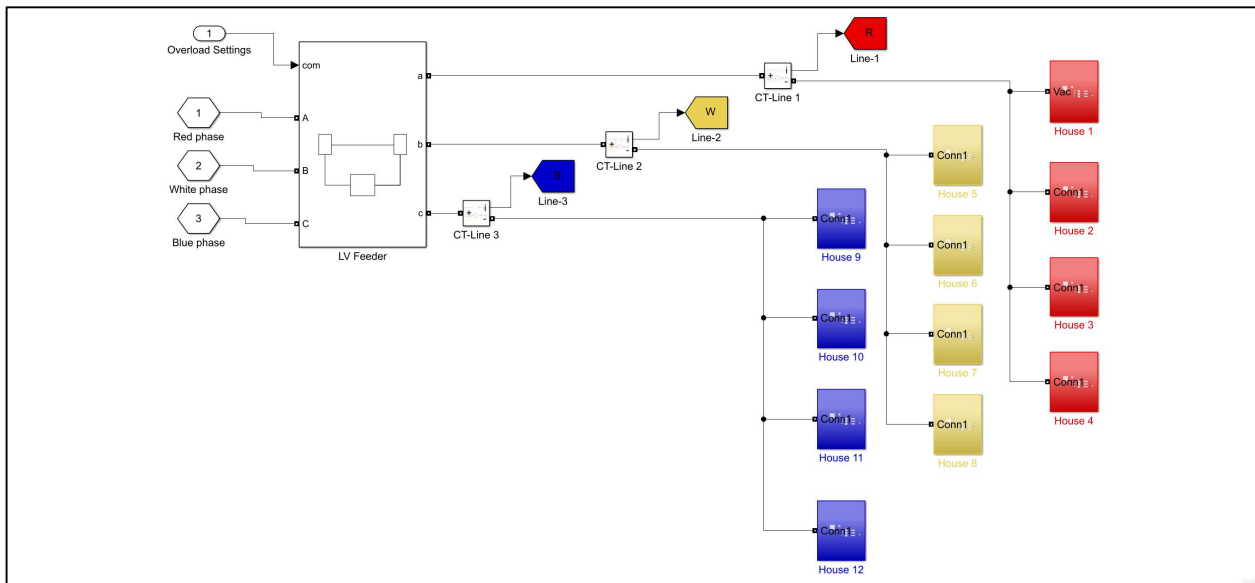 1
Overload Settings
com
1
Red phase
A
2
White phase
B
3
Blue phase
C
a
b
c
LV Feeder
+
i
-
CT-Line 1
R
Line-1
+
i
-
CT-Line 2
W
Line-2
+
i
-
CT-Line 3
B
Line-3
Vac
House 1
Conn1
House 2
Conn1
House 3
Conn1
House 4
Conn1
House 5
Conn1
House 6
Conn1
House 7
Conn1
House 8
Conn1
House 9
Conn1
House 10
Conn1
House 11
Conn1
House 12